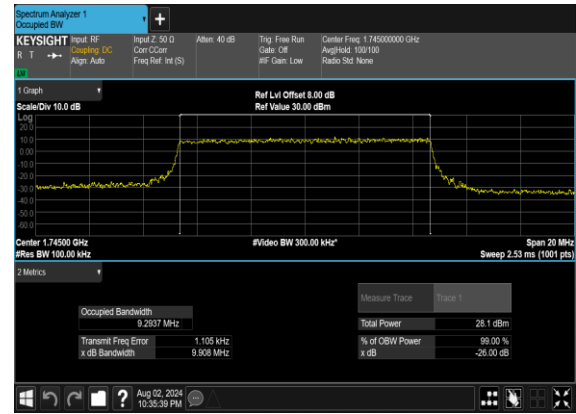 Spectrum Analyzer 1
Occupied BW
KEYSIGHT Input: RF Input Z: 50 Ω Atten: 40 dB Trig: Free Run Center Freq: 1.745000000 GHz
R T Coupling: DC Corr CCorr Gate: Off Avg|Hold: 100/100
Align: Auto Freq Ref: Int (S) #IF Gain: Low Radio Std: None
LXI
1 Graph
Ref Lvl Offset 8.00 dB
Scale/Div 10.0 dB Ref Value 30.00 dBm
Log
20.0
10.0
0.00
-10.0
-20.0
-30.0
-40.0
-50.0
-60.0
Center 1.74500 GHz #Video BW 300.00 kHz* Span 20 MHz
#Res BW 100.00 kHz Sweep 2.53 ms (1001 pts)
2 Metrics
Measure Trace Trace 1
Occupied Bandwidth
9.2937 MHz Total Power 28.1 dBm
Transmit Freq Error 1.105 kHz % of OBW Power 99.00 %
x dB Bandwidth 9.908 MHz x dB -26.00 dB
Aug 02, 2024
10:35:39 PM